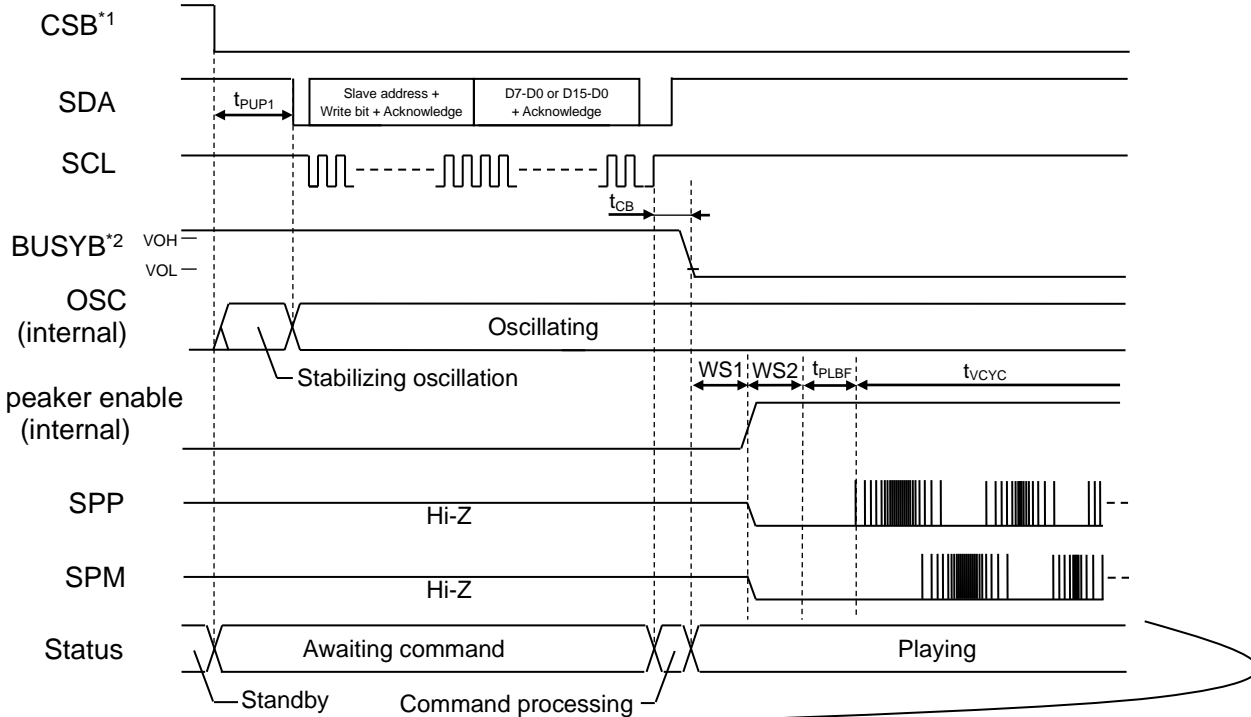 CSB*1
SDA
tPUP1
Slave address +
Write bit + Acknowledge
D7-D0 or D15-D0
+ Acknowledge
SCL
tCB
BUSYB*2
VOH
VOL
OSC
(internal)
Oscillating
Stabilizing oscillation
WS1
WS2
tPLBF
tVCYC
peaker enable
(internal)
SPP
Hi-Z
SPM
Hi-Z
Status
Awaiting command
Playing
Standby
Command processing